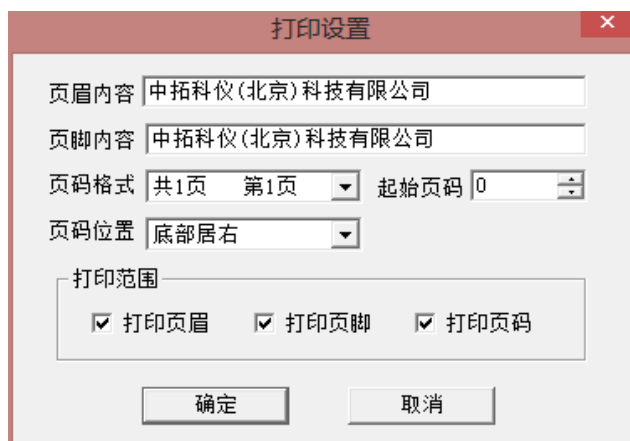 打印设置
页眉内容 中拓科仪(北京)科技有限公司
页脚内容 中拓科仪(北京)科技有限公司
页码格式 共1页 第1页 起始页码 0
页码位置 底部居右
打印范围
打印页眉 打印页脚 打印页码
确定 取消